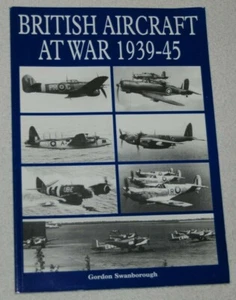 BRITISH AIRCRAFT
AT WAR 1939-45
Gordon Swanborough